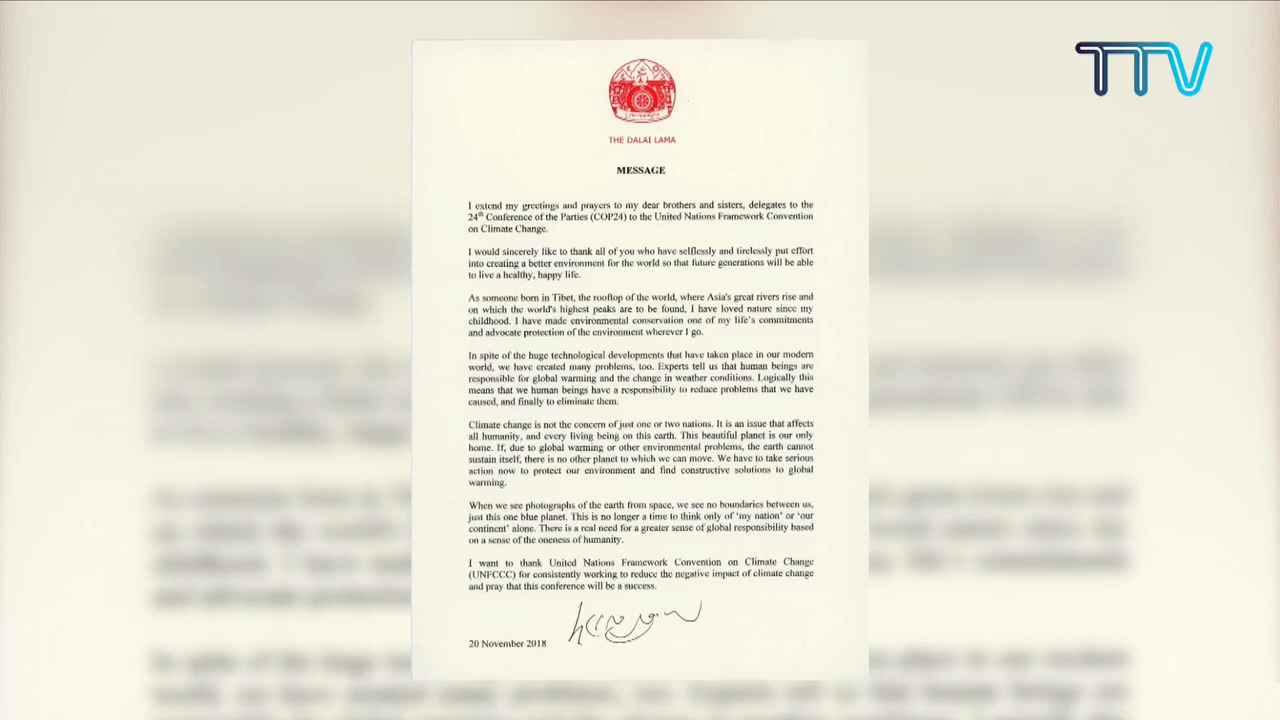 TTV
THE DALAI LAMA
MESSAGE
I extend my greetings and prayers to my dear brothers and sisters, delegates to the
24th Conference of the Parties (COP24) to the United Nations Framework Convention
on Climate Change.
I would sincerely like to thank all of you who have selflessly and tirelessly put effort
into creating a better environment for the world so that future generations will be able
to live a healthy, happy life.
As someone born in Tibet, the rooftop of the world, where Asia's great rivers rise and
on which the world's highest peaks are to be found, I have loved nature since my
childhood. I have made environmental conservation one of my life's commitments
and advocate protection of the environment wherever I go.
In spite of the huge technological developments that have taken place in our modern
world, we have created many problems, too. Experts tell us that human beings are
responsible for global warming and the change in weather conditions. Logically this
means that we human beings have a responsibility to reduce problems that we have
caused, and finally to eliminate them.
Climate change is not the concern of just one or two nations. It is an issue that affects
all humanity, and every living being on this earth. This beautiful planet is our only
home. If, due to global warming or other environmental problems, the earth cannot
sustain itself, there is no other planet to which we can move. We have to take serious
action now to protect our environment and find constructive solutions to global
warming.
When we see photographs of the earth from space, we see no boundaries between us,
just this one blue planet. This is no longer a time to think only of 'my nation' or 'our
continent' alone. There is a real need for a greater sense of global responsibility based
on a sense of the oneness of humanity.
I want to thank United Nations Framework Convention on Climate Change
(UNFCCC) for consistently working to reduce the negative impact of climate change
and pray that this conference will be a success.
20 November 2018